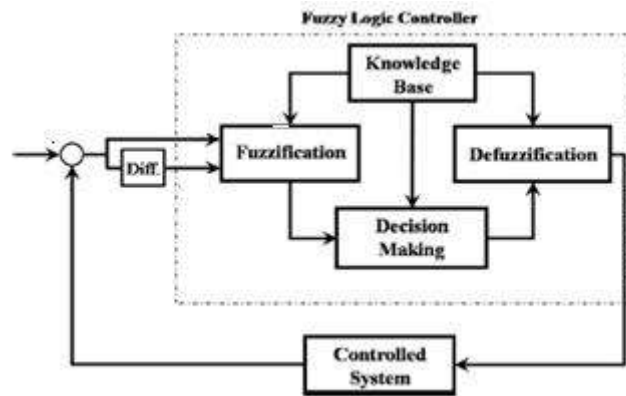 Fuzzy Logic Controller
Knowledge
Base
Fuzzification
Defuzzification
Diff.
Decision
Making
Controlled
System